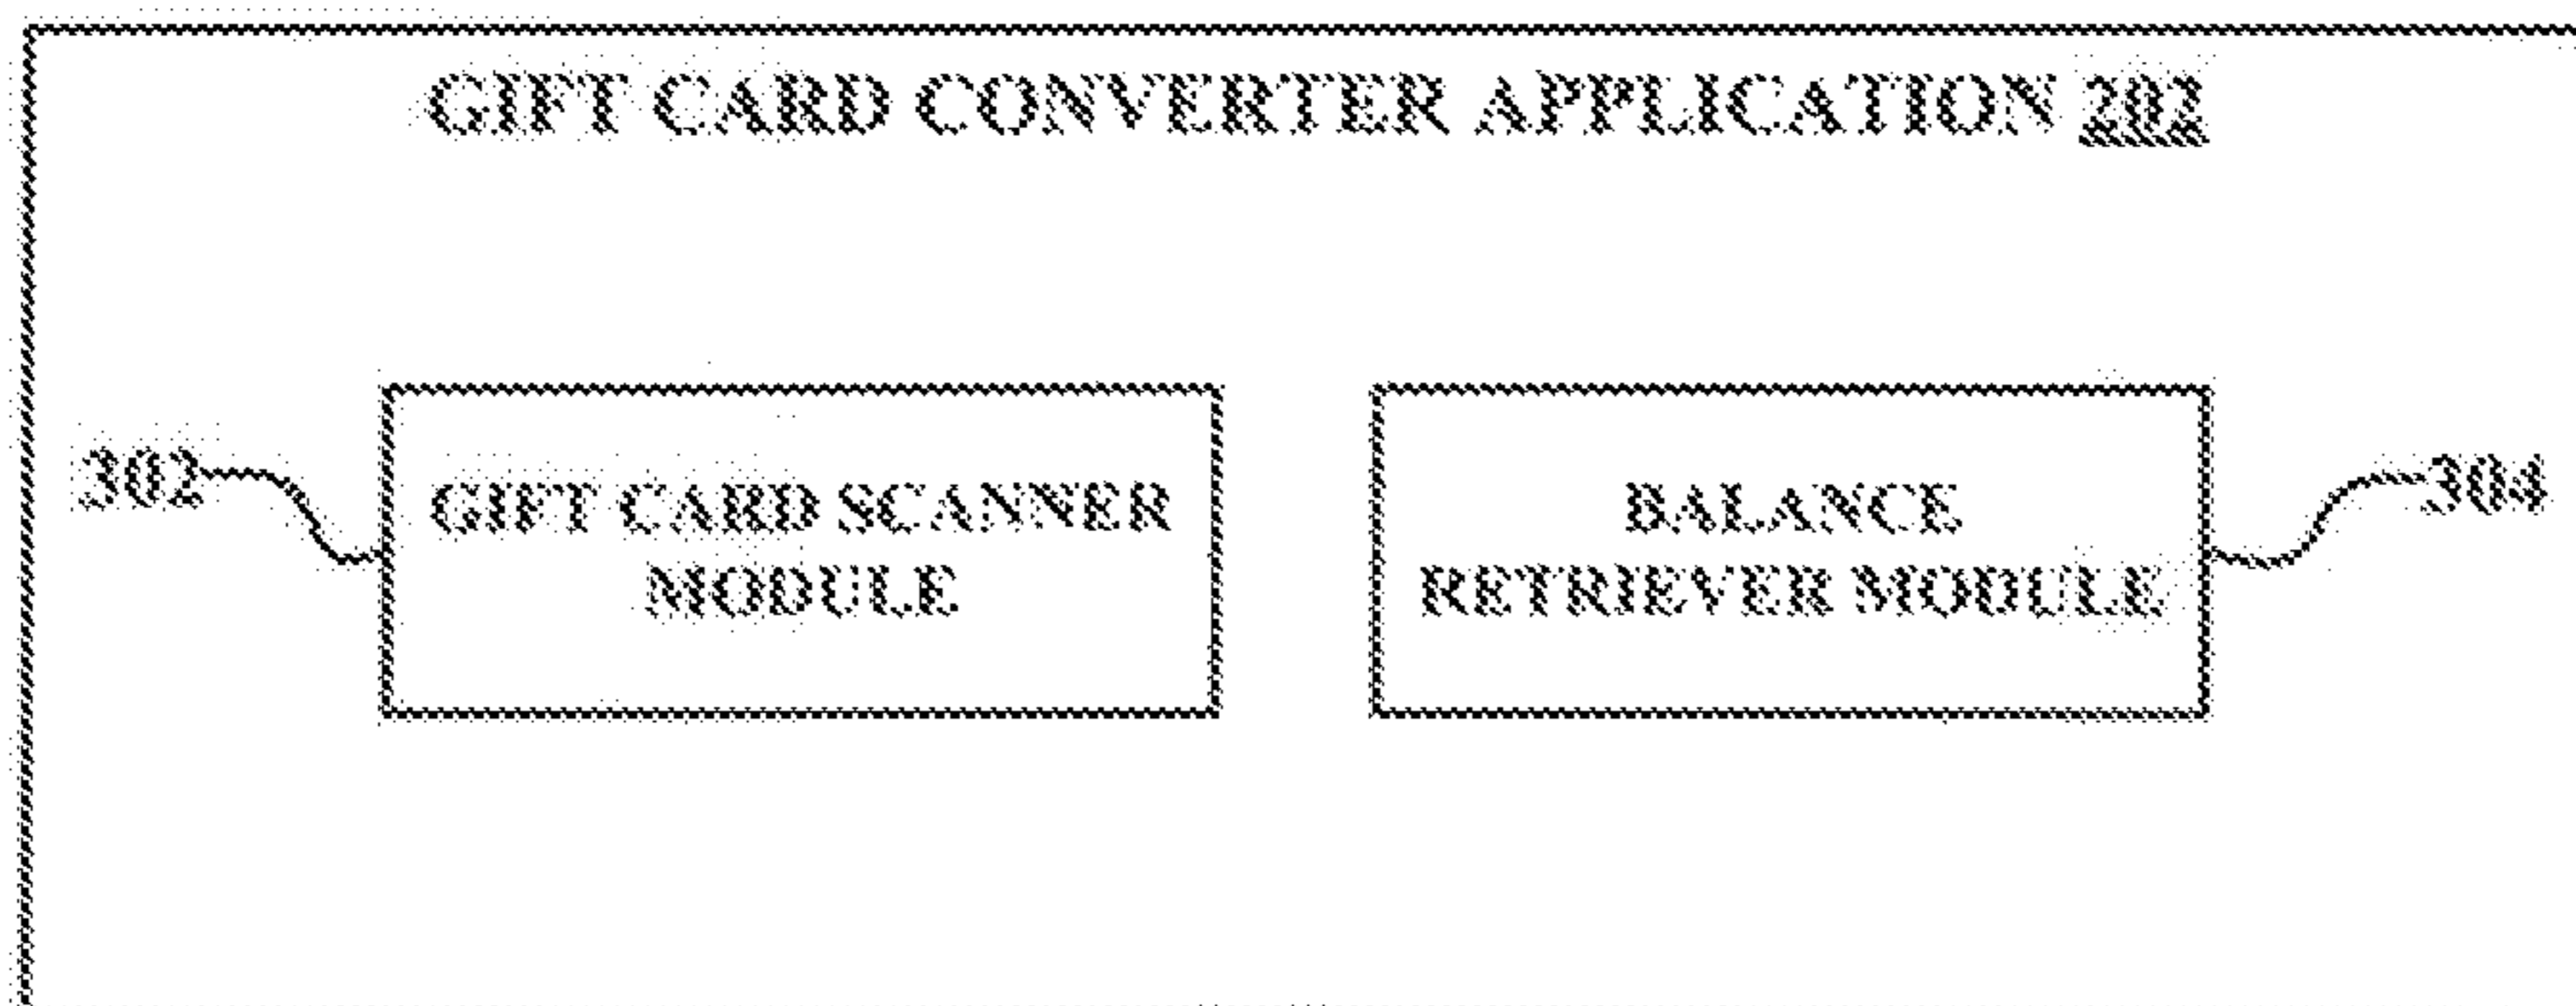 GIFT CARD CONVERTER APPLICATION 202
302
GIFT CARD SCANNER
MODULE
BALANCE
RETRIEVER MODULE
304